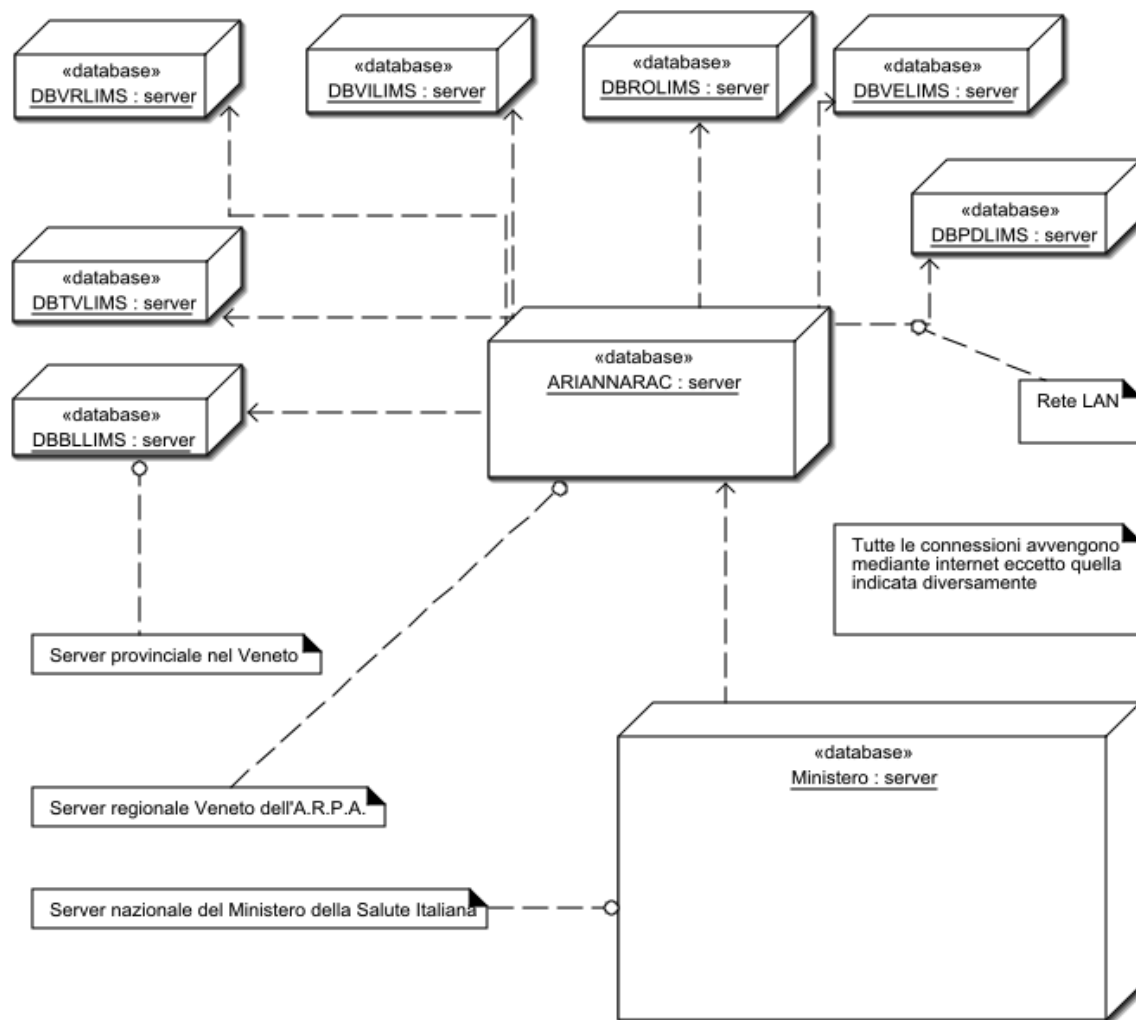 «database»
DBVRLIMS : server
«database»
DBVILIMS : server
«database»
DBROLIMS : server
«database»
DBVELIMS : server
«database»
DBPDLIMS : server
«database»
DBTVLIMS : server
«database»
ARIANNARAC : server
«database»
DBBLLIMS : server
Rete LAN
Tutte le connessioni avvengono
mediante internet eccetto quella
indicata diversamente
Server provinciale nel Veneto
«database»
Ministero : server
Server regionale Veneto dell'A.R.P.A.
Server nazionale del Ministero della Salute Italiana